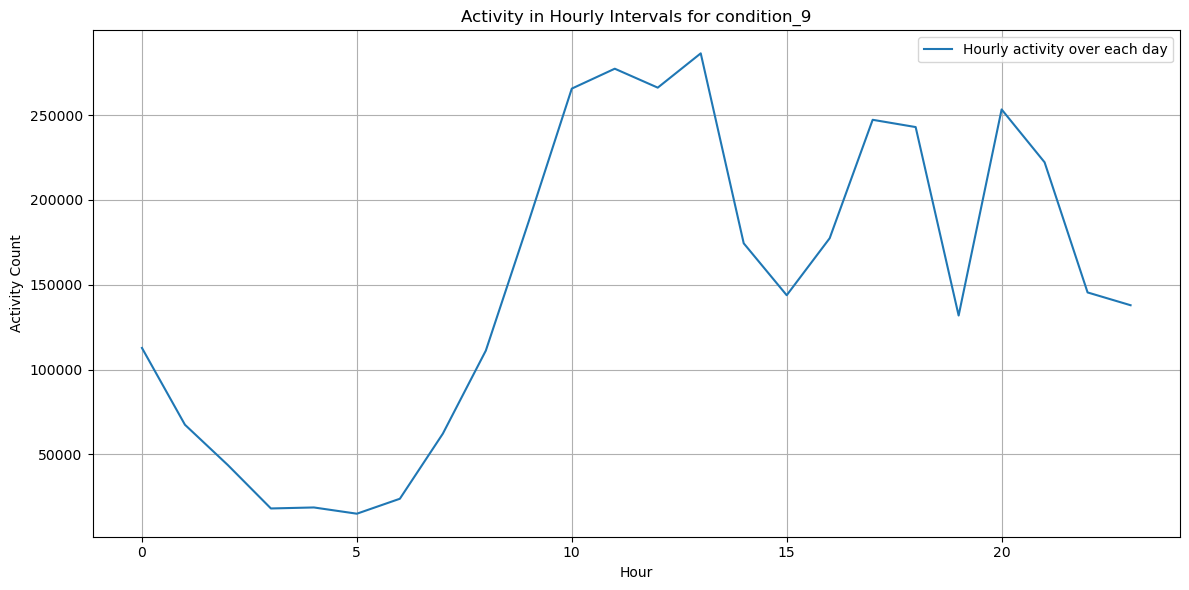 Activity in Hourly Intervals for condition_9
Hourly activity over each day
Activity Count
250000
200000
150000
100000
50000
0
5
10
15
20
Hour